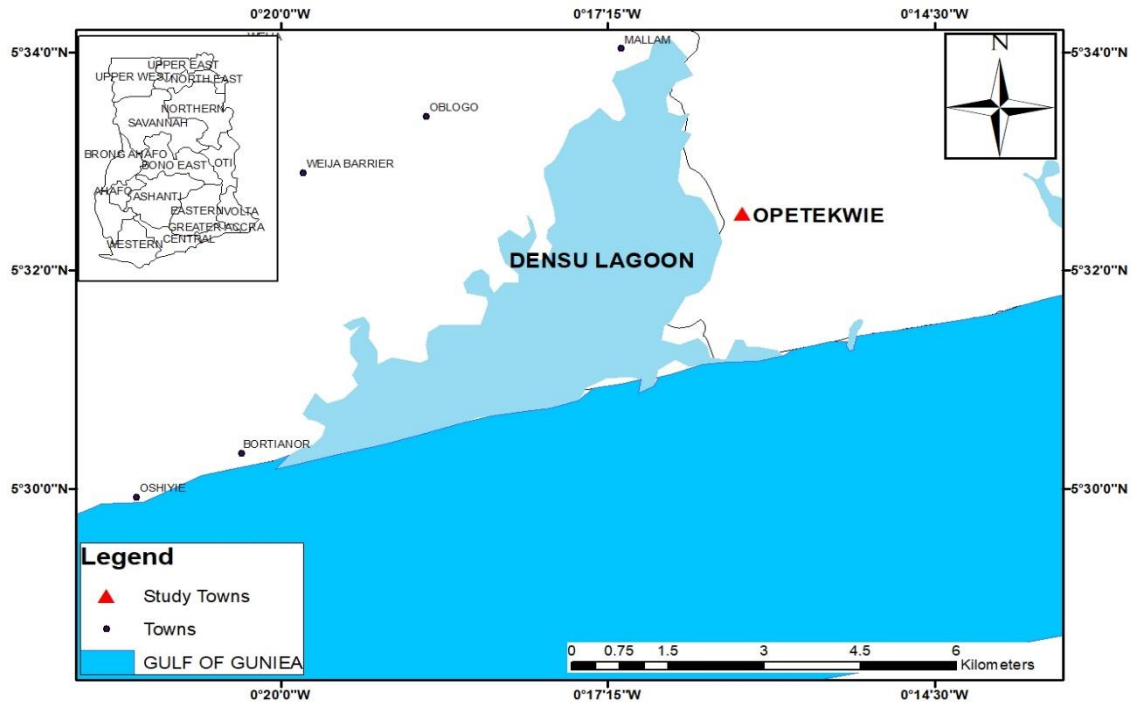 0°20'0"W 0°17'15"W 0°14'30"W
5°34'0"N 5°34'0"N
N
MALLAM
UPPER EAST
UPPER WEST
NORTH EAST
NORTHERN
SAVANNAH
BRONG AHAFO
OTI
BONO EAST
AHAFO
ASHANTI
EASTERN
VOLTA
GREATER ACCRA
CENTRAL
WESTERN
OBLOGO
WEIJA BARRIER
OPETEKWIE
DENSU LAGOON
5°32'0"N 5°32'0"N
BORTIANOR
OSHIYIE
5°30'0"N 5°30'0"N
Legend
Study Towns
Towns
GULF OF GUNIEA
0 0.75 1.5 3 4.5 6
Kilometers
0°20'0"W 0°17'15"W 0°14'30"W